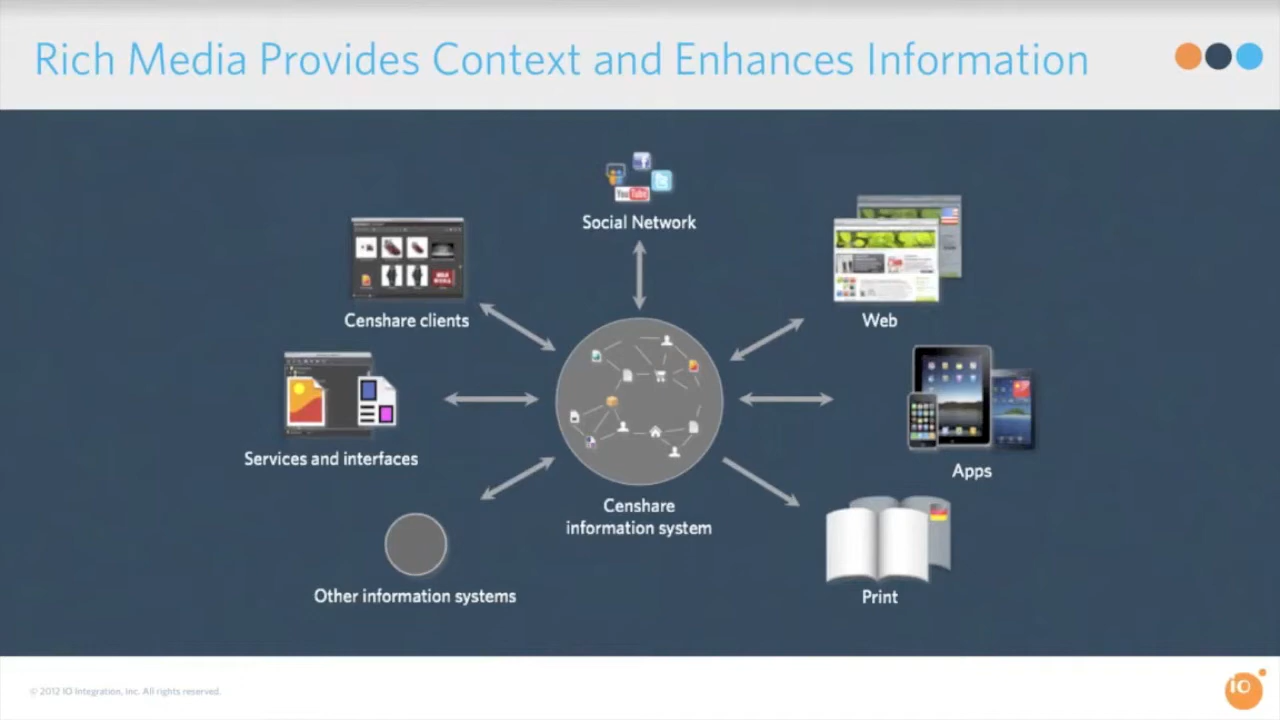 Rich Media Provides Context and Enhances Information
Social Network
YouTube
Censhare clients
Web
Services and interfaces
Apps
Censhare
information system
Other information systems
Print
© 2012 IO Integration, Inc. All rights reserved.
iO